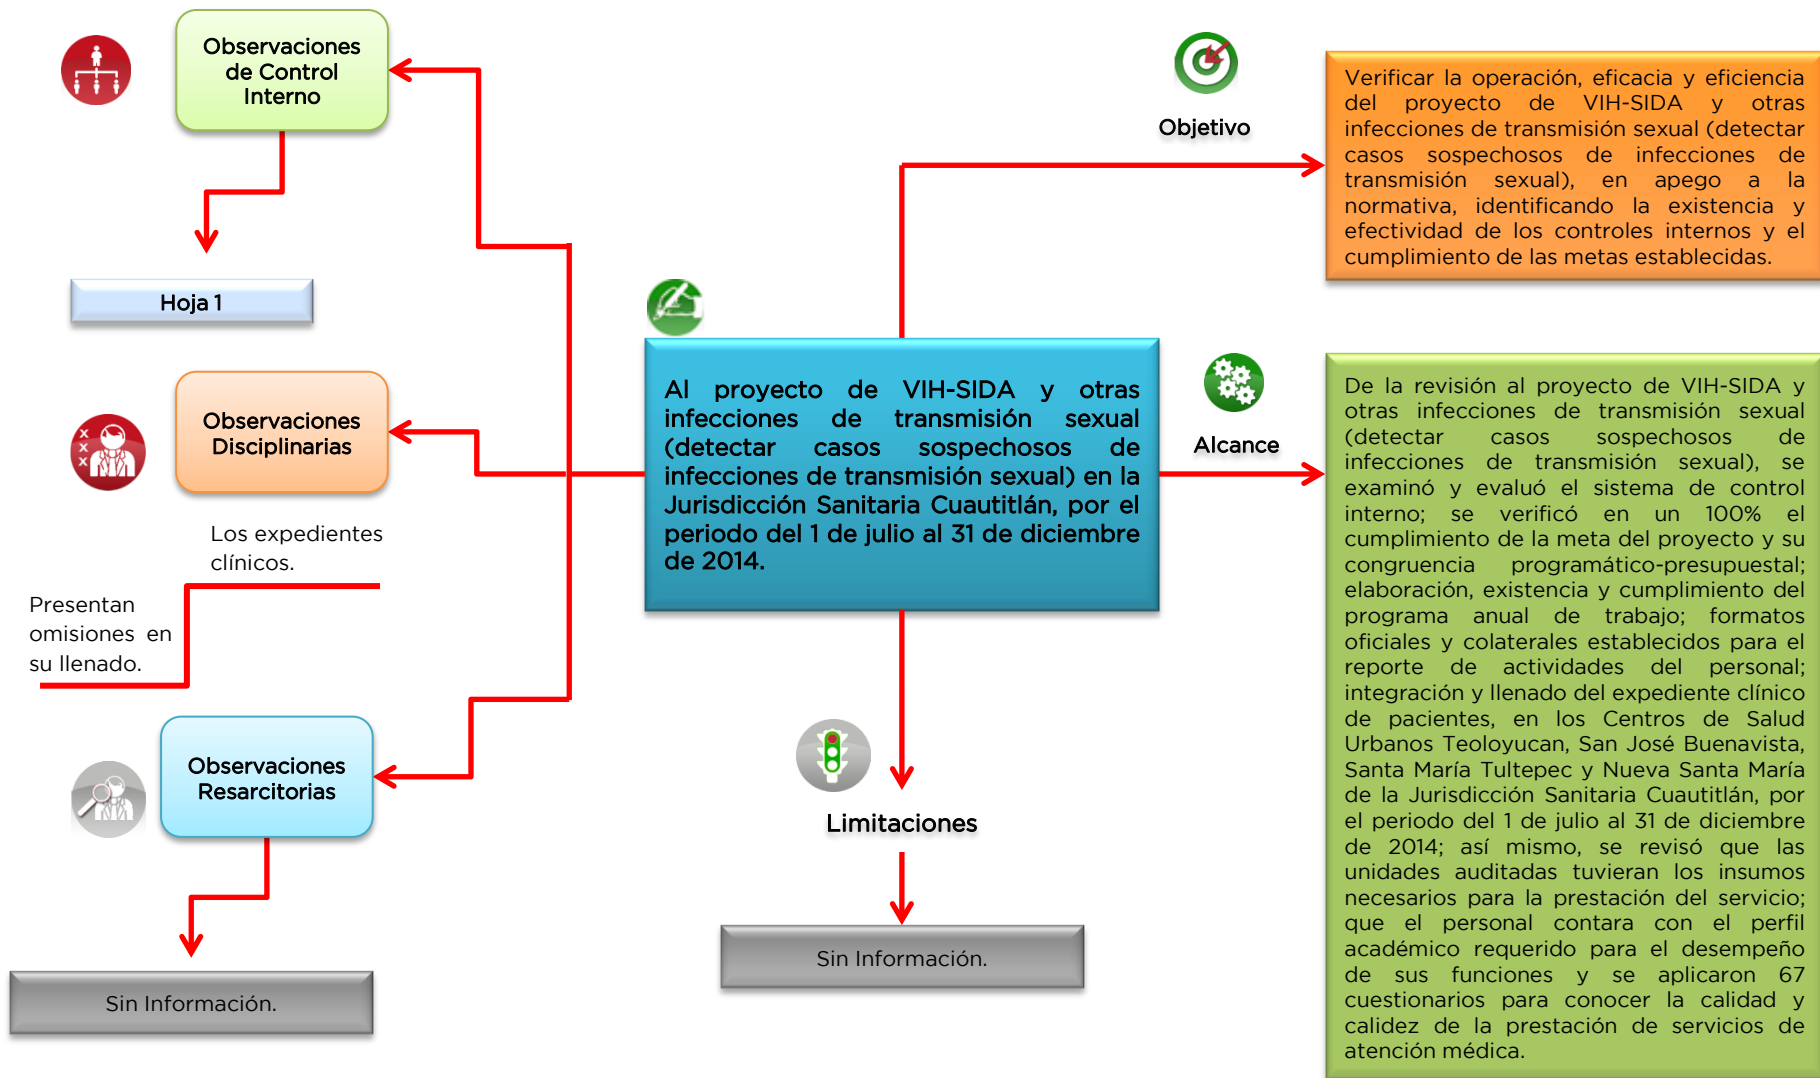 Observaciones
de Control
Interno
Hoja 1
Observaciones
Disciplinarias
Los expedientes
clínicos.
Presentan
omisiones en
su llenado.
Observaciones
Resarcitorias
Sin Información.
Al proyecto de VIH-SIDA y otras
infecciones de transmisión sexual
(detectar casos sospechosos de
infecciones de transmisión sexual) en la
Jurisdicción Sanitaria Cuautitlán, por el
periodo del 1 de julio al 31 de diciembre
de 2014.
Limitaciones
Sin Información.
Objetivo
Verificar la operación, eficacia y eficiencia
del proyecto de VIH-SIDA y otras
infecciones de transmisión sexual (detectar
casos sospechosos de infecciones de
transmisión sexual), en apego a la
normativa, identificando la existencia y
efectividad de los controles internos y el
cumplimiento de las metas establecidas.
Alcance
De la revisión al proyecto de VIH-SIDA y
otras infecciones de transmisión sexual
(detectar casos sospechosos de
infecciones de transmisión sexual), se
examinó y evaluó el sistema de control
interno; se verificó en un 100% el
cumplimiento de la meta del proyecto y su
congruencia programático-presupuestal;
elaboración, existencia y cumplimiento del
programa anual de trabajo; formatos
oficiales y colaterales establecidos para el
reporte de actividades del personal;
integración y llenado del expediente clínico
de pacientes, en los Centros de Salud
Urbanos Teoloyucan, San José Buenavista,
Santa María Tultepec y Nueva Santa María
de la Jurisdicción Sanitaria Cuautitlán, por
el periodo del 1 de julio al 31 de diciembre
de 2014; así mismo, se revisó que las
unidades auditadas tuvieran los insumos
necesarios para la prestación del servicio;
que el personal contara con el perfil
académico requerido para el desempeño
de sus funciones y se aplicaron 67
cuestionarios para conocer la calidad y
calidez de la prestación de servicios de
atención médica.